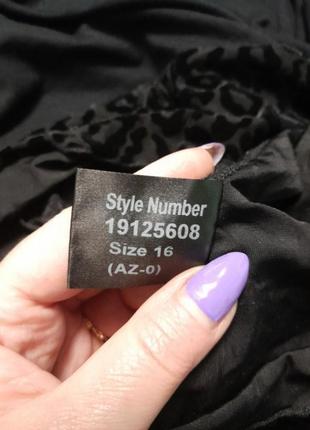 Style Number
19125608
Size 16
(AZ-0)